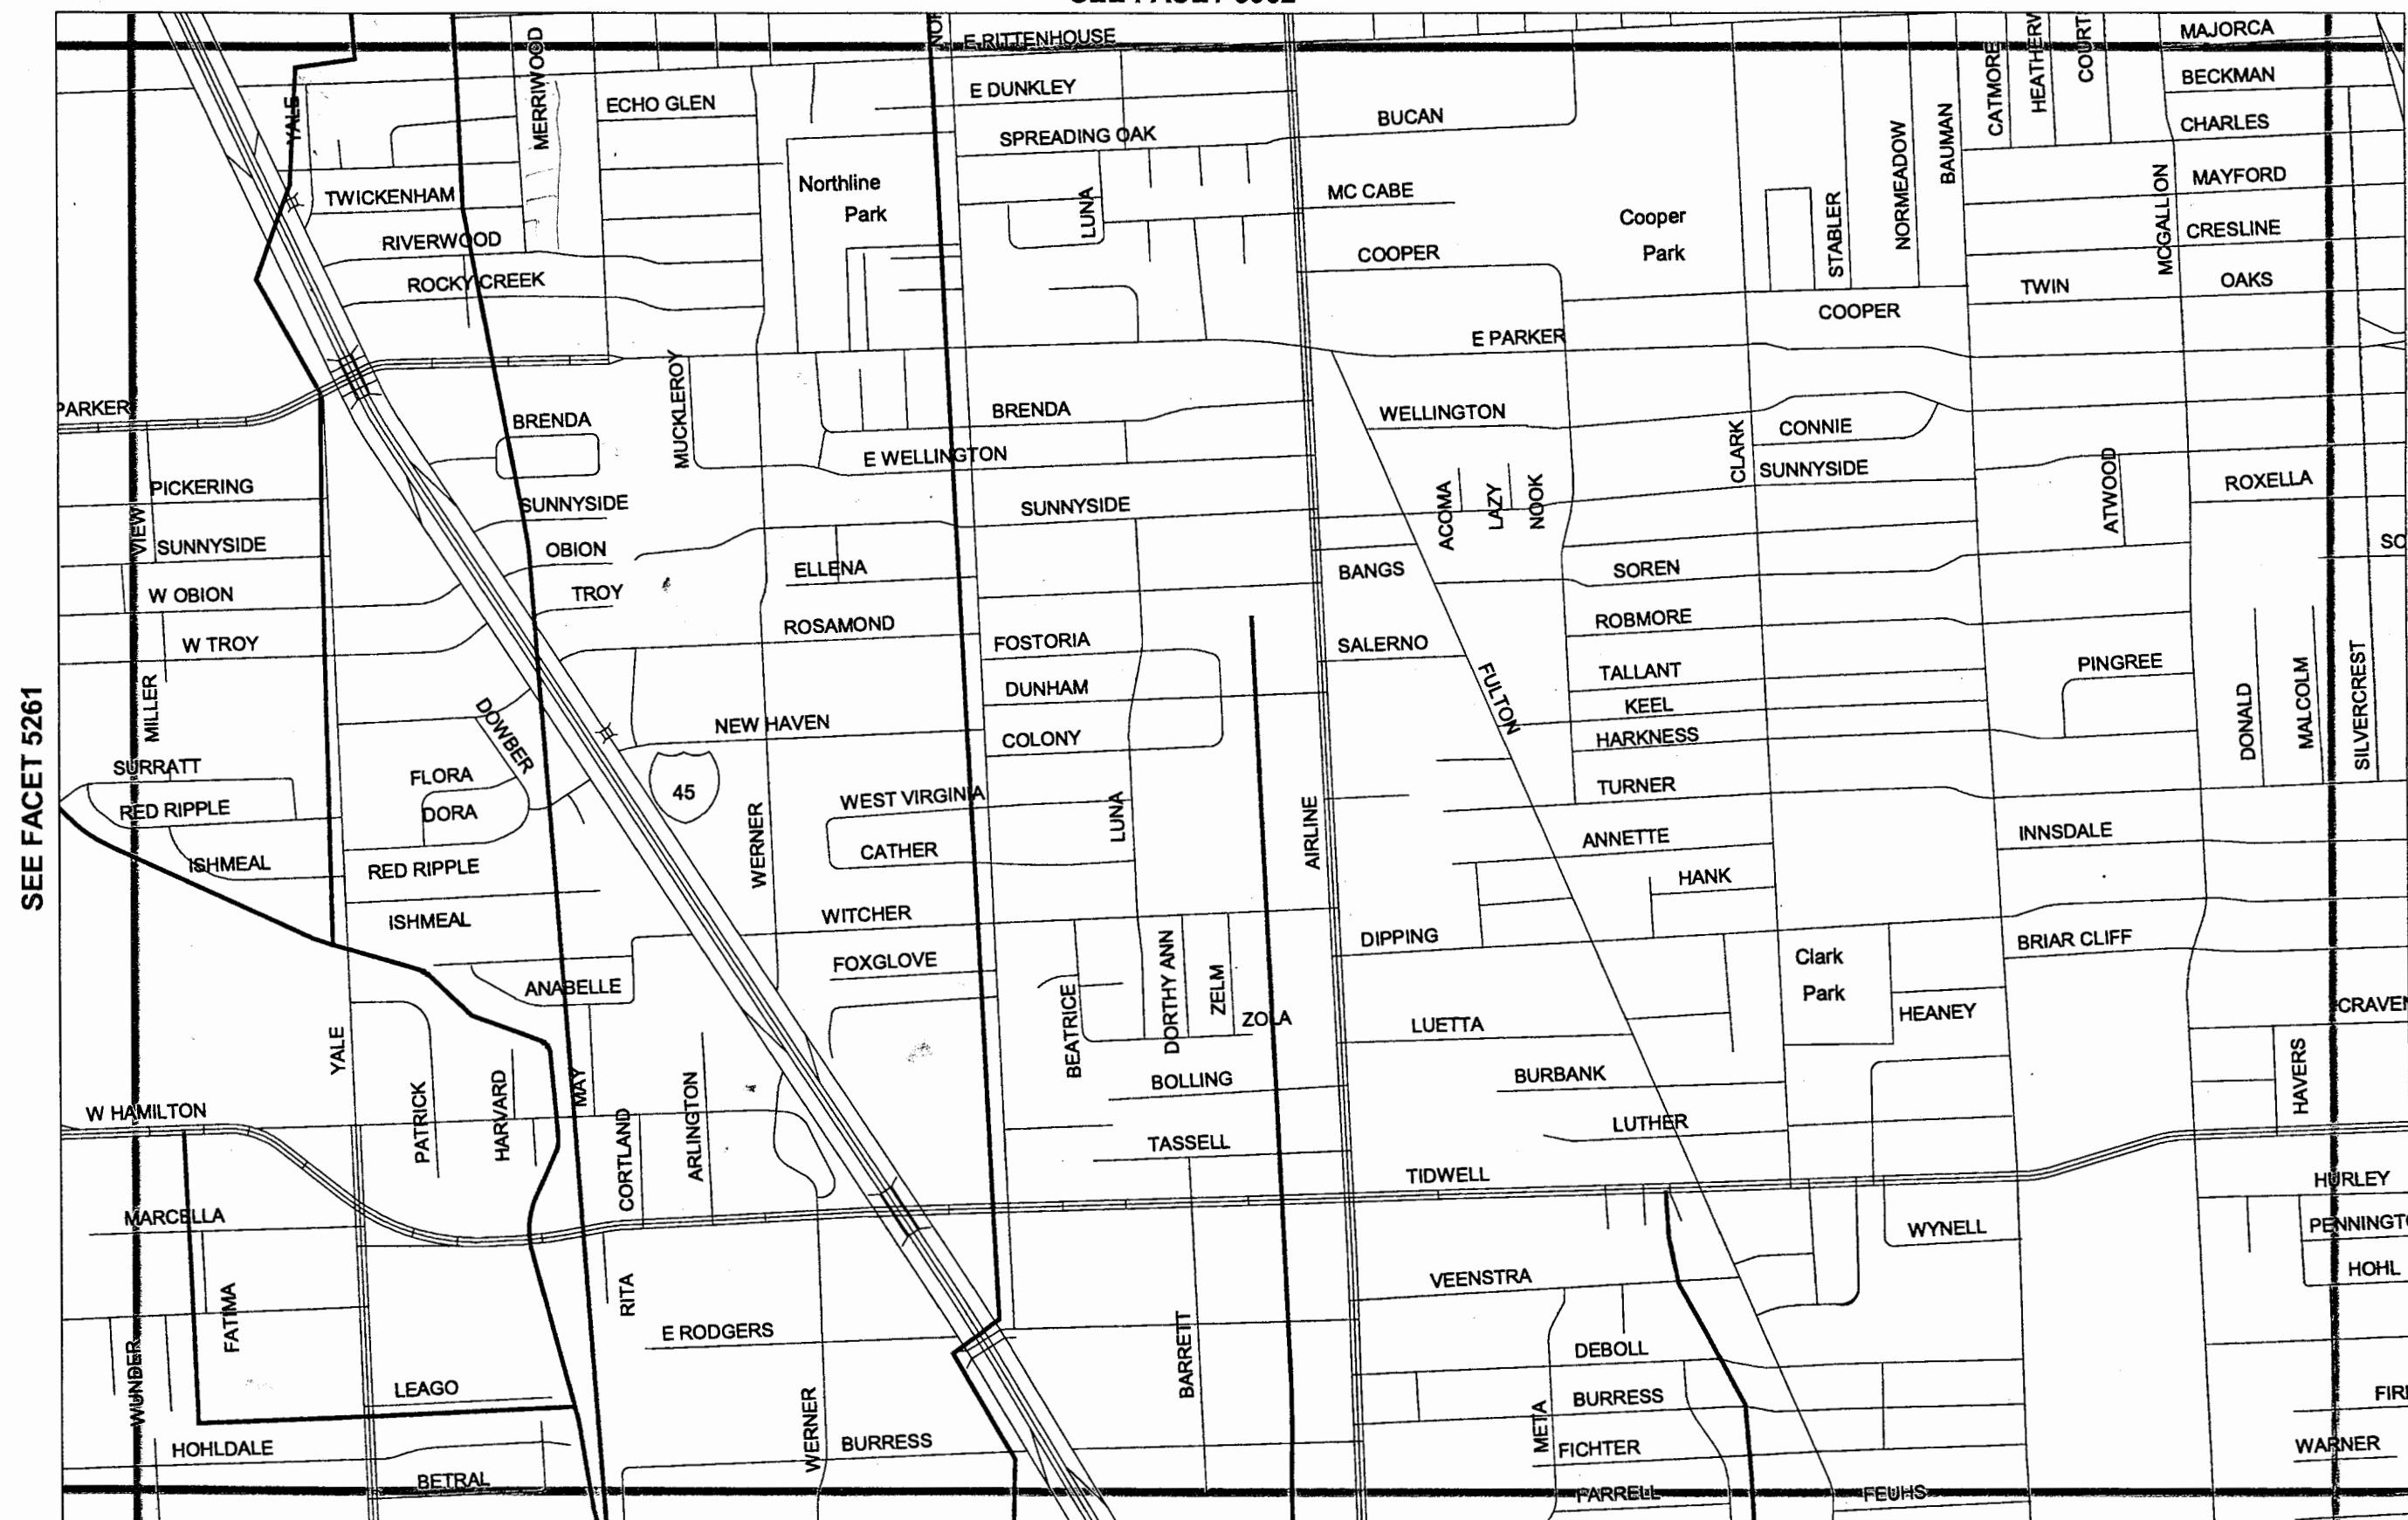 E RITTENHOUSE
MAJORCA
MERRIWOOD
CATMORE
COURT
BECKMAN
YALE
ECHO GLEN
E DUNKLEY
BUCAN
NORMEADOW
BAUMAN
CHARLES
SPREADING OAK
TWICKENHAM
Northline
Park
LUNA
MC CABE
Cooper
Park
STABLER
MCGALLON
MAYFORD
RIVERWOOD
COOPER
CRESLINE
ROCKY CREEK
TWIN
OAKS
COOPER
E PARKER
PARKER
MUCKLEROY
BRENDA
BRENDA
WELLINGTON
CLARK
CONNIE
E WELLINGTON
SUNNYSIDE
ATWOOD
ROXELLA
PICKERING
SUNNYSIDE
SUNNYSIDE
ACOMA
LAZY
NOOK
VIEW
SUNNYSIDE
OBION
ELLENA
BANGS
SOREN
W OBION
TROY
ROSAMOND
FOSTORIA
SALERNO
ROBMORE
W TROY
DUNHAM
FULTON
TALLANT
PINGREE
MILLER
DOWBER
NEW HAVEN
COLONY
KEEL
HARKNESS
DONALD
MALCOLM
SILVERCREST
SEE FACET 5261
SURRATT
FLORA
45
WEST VIRGINIA
TURNER
RED RIPPLE
DORA
WERNER
CATHER
LUNA
AIRLINE
ANNETTE
INNSDALE
ISHMEAL
RED RIPPLE
HANK
ISHMEAL
WITCHER
DIPPING
BRIAR CLIFF
ANABELLE
FOXGLOVE
BEATRICE
DORTHY ANN
ZELM
ZOLA
Clark
Park
HEANEY
YALE
LUETTA
HAVERS
PATRICK
HARVARD
MAY
CORTLAND
ARLINGTON
BOLLING
BURBANK
W HAMILTON
TASSELL
LUTHER
TIDWELL
HURLEY
MARCELLA
WYNELL
FATIMA
RITA
VEENSTRA
HOHL
WUNDER
E RODGERS
BARRETT
DEBOLL
LEAGO
WERNER
META
BURRESS
HOHLDALE
BURRESS
FICHTER
WARNER
BETRAL
FARRELL
FEUHS